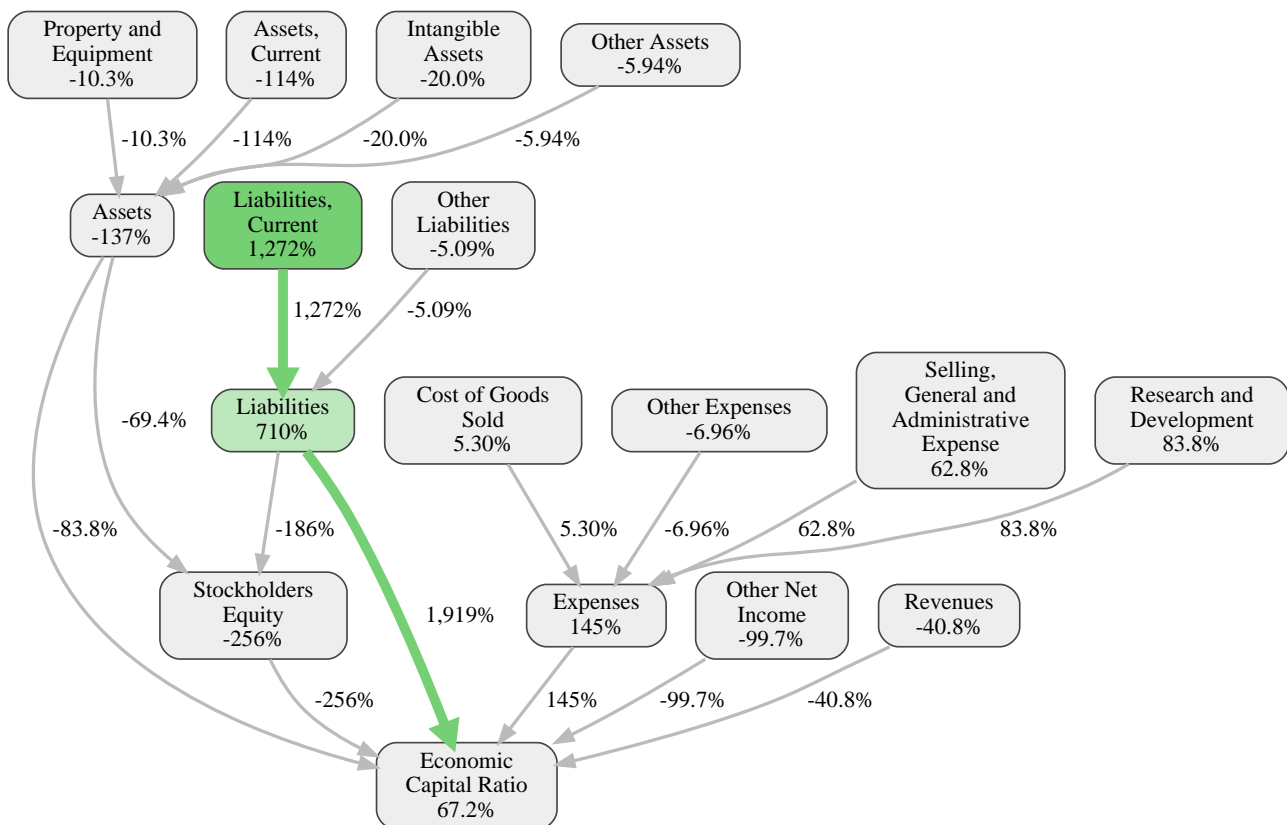 Property and
Equipment
-10.3%
Assets,
Current
-114%
Intangible
Assets
-20.0%
Other Assets
-5.94%
-10.3%
-114%
-20.0%
-5.94%
Assets
-137%
Liabilities,
Current
1,272%
Other
Liabilities
-5.09%
1,272%
-5.09%
-69.4%
Liabilities
710%
Cost of Goods
Sold
5.30%
Other Expenses
-6.96%
Selling,
General and
Administrative
Expense
62.8%
Research and
Development
83.8%
-83.8%
-186%
5.30%
-6.96%
62.8%
83.8%
Stockholders
Equity
-256%
1,919%
Expenses
145%
Other Net
Income
-99.7%
Revenues
-40.8%
-256%
145%
-99.7%
-40.8%
Economic
Capital Ratio
67.2%